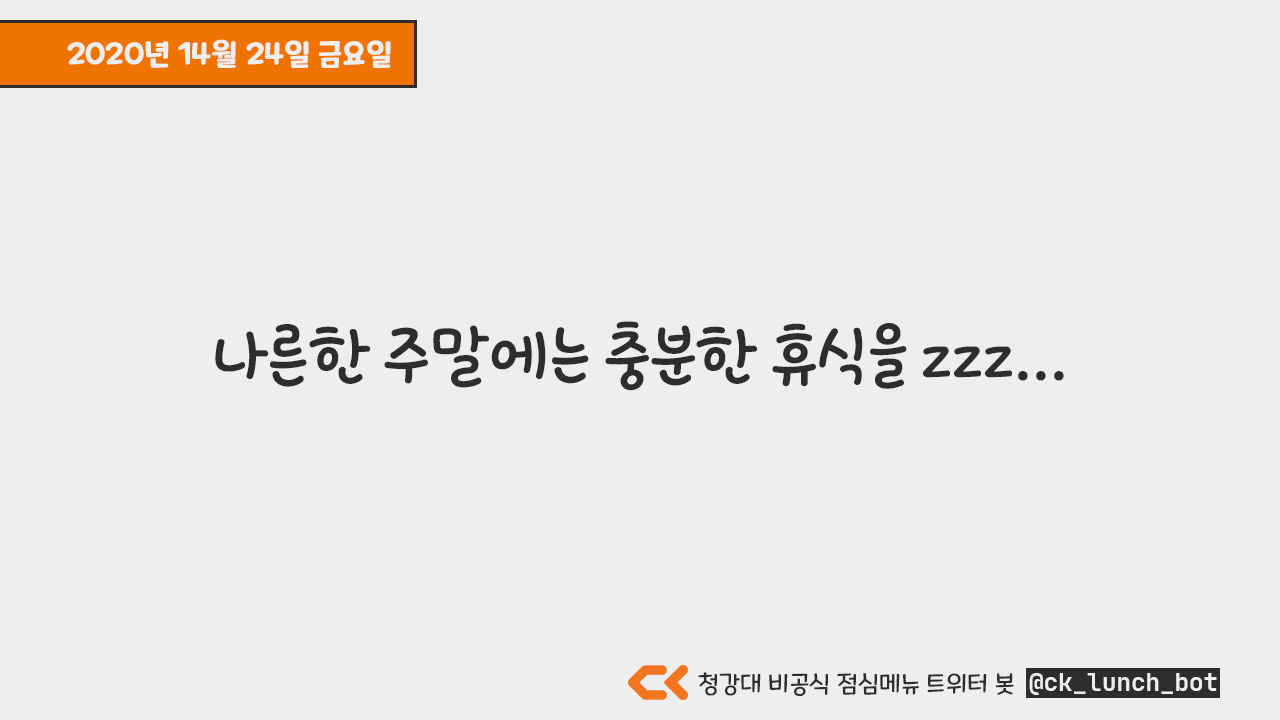 2020년 14월 24일 금요일
나른한 주말에는 충분한 휴식을 zzz...
청강대 비공식 점심메뉴 트위터 봇 @ck_lunch_bot